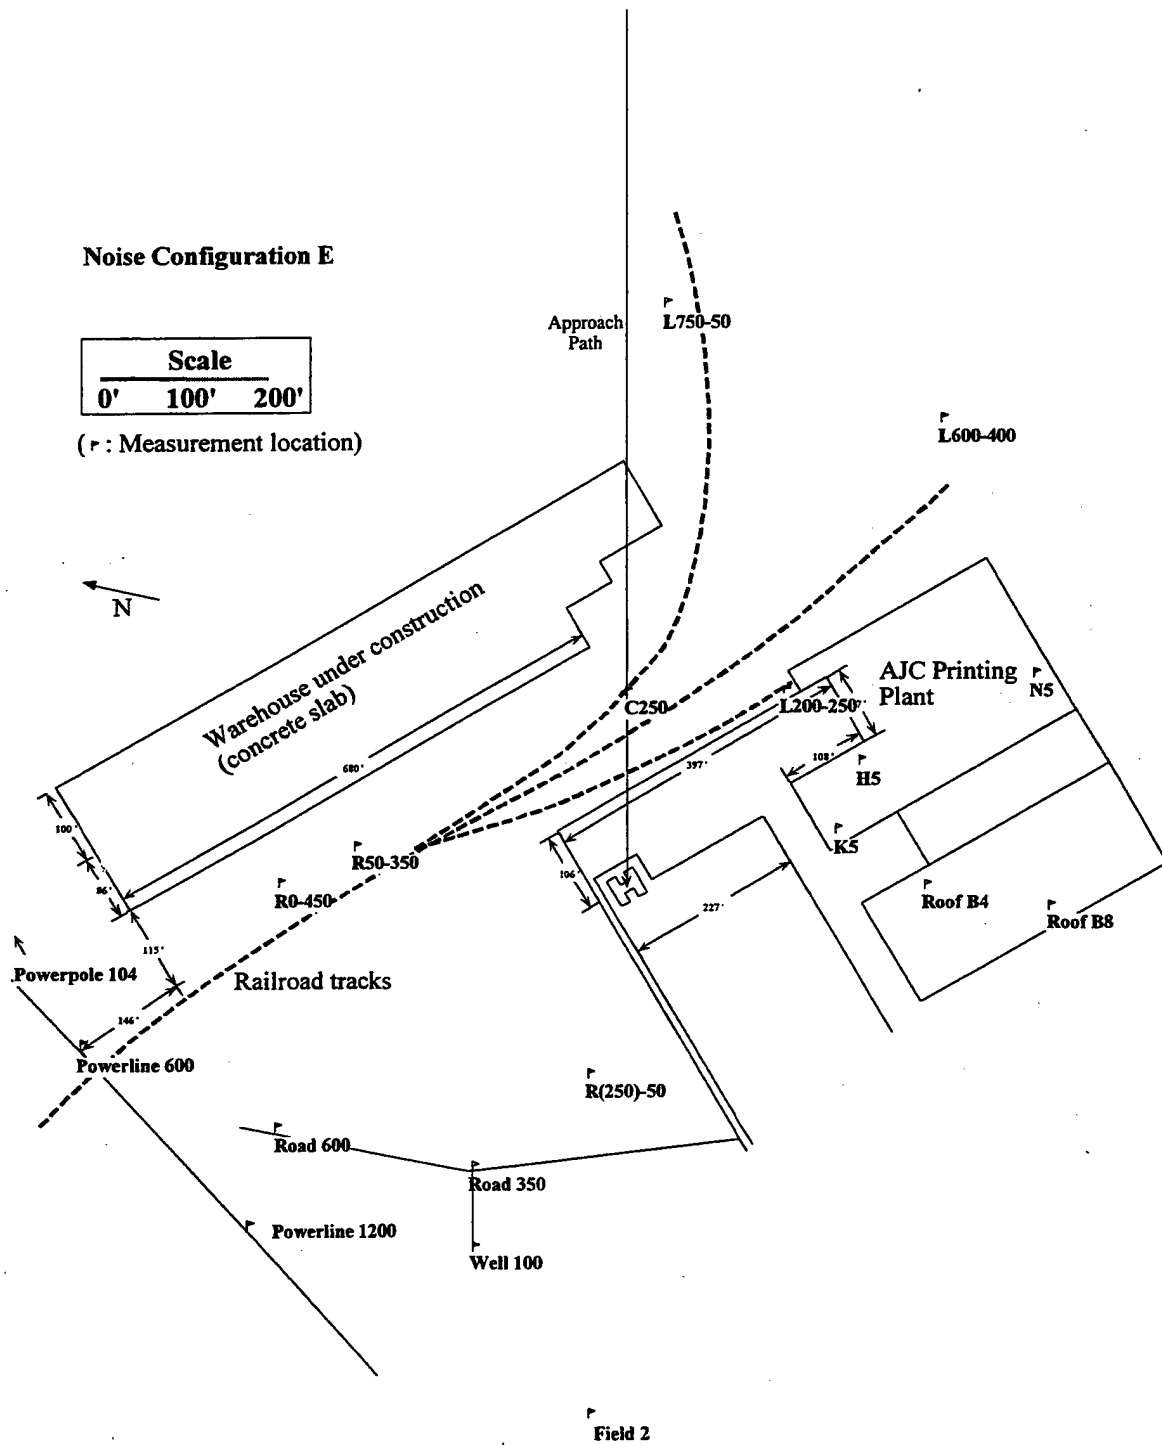 Noise Configuration E
Scale
0' 100' 200'
( : Measurement location)
Approach
Path
L750-50
L600-400
N
Warehouse under construction
(concrete slab)
680'
100'
86'
115'
146'
C250
L200-250
AJC Printing
Plant
N5
397'
108'
H5
K5
R50-350
R0-450
106'
227'
Roof B4
Roof B8
Powerpole 104
Railroad tracks
Powerline 600
R(250)-50
Road 600
Road 350
Powerline 1200
Well 100
Field 2